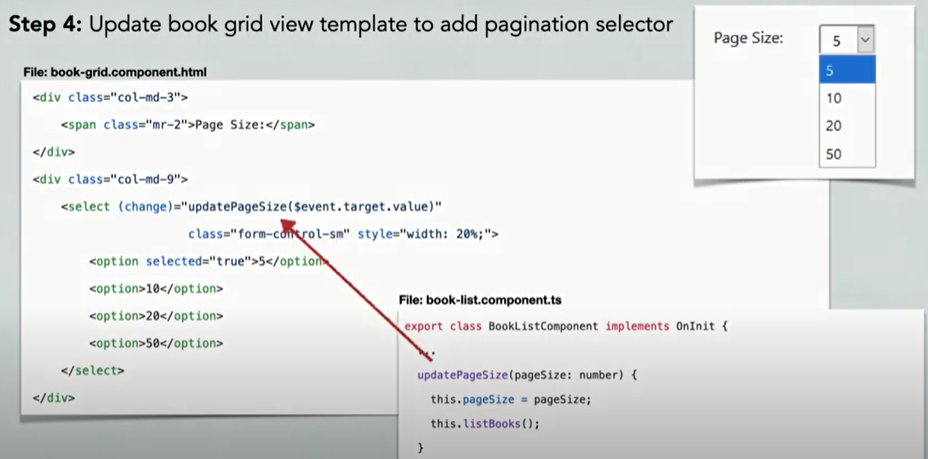 Step 4: Update book grid view template to add pagination selector
Page Size:
5
5
10
20
50
File: book-grid.component.html
<div class="col-md-3">
<span class="mr-2">Page Size:</span>
</div>
<div class="col-md-9">
<select (change)="updatePageSize($event.target.value)"
class="form-control-sm" style="width: 20%;">
<option selected="true">5</option>
<option>10</option>
<option>20</option>
<option>50</option>
</select>
</div>
File: book-list.component.ts
export class BookListComponent implements OnInit {
...
updatePageSize(pageSize: number) {
this.pageSize = pageSize;
this.listBooks();
}